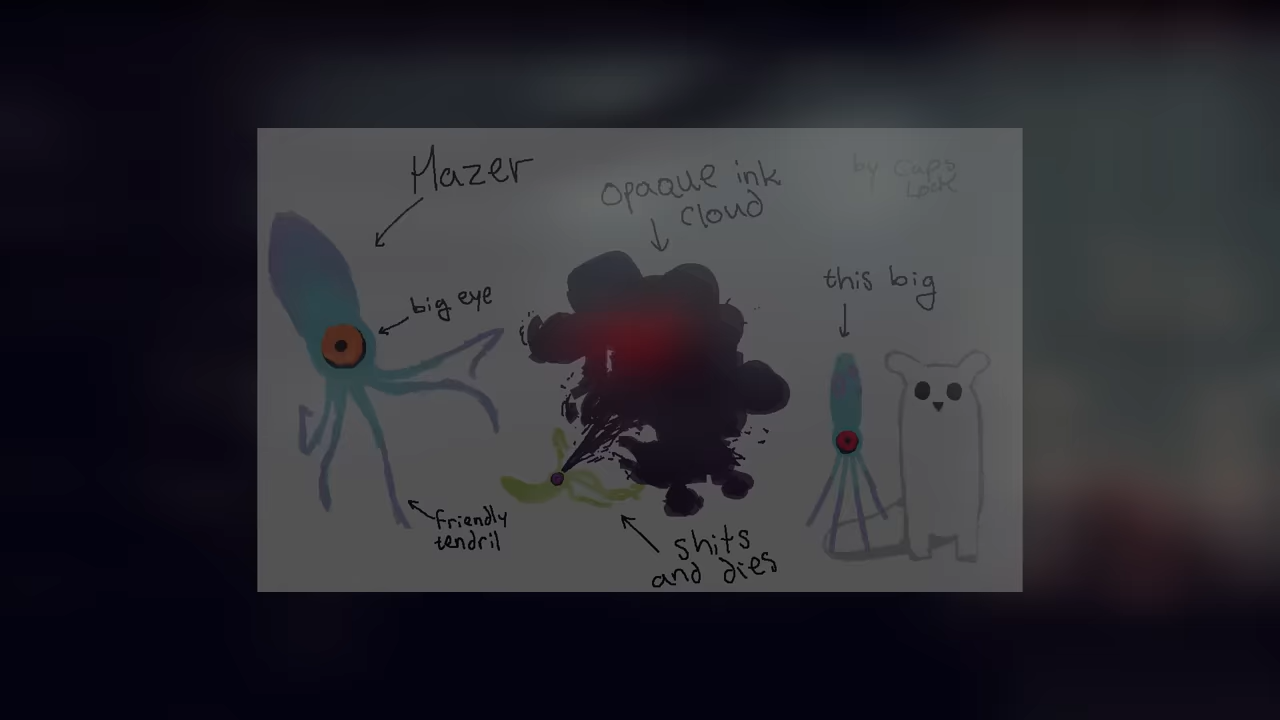 Mazer
opaque ink
cloud
by Caps
Lock
this big
big eye
friendly
tendril
shits
and dies